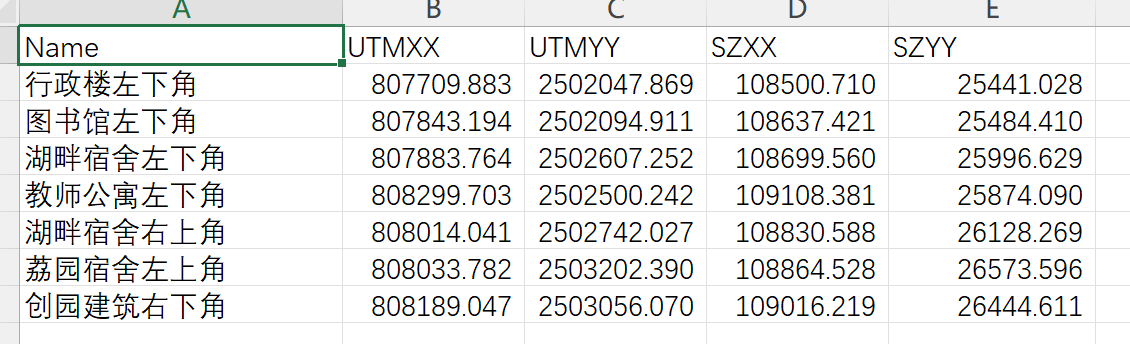 A B C D E
Name UTMXX UTMYY SZXX SZYY
行政楼左下角 807709.883 2502047.869 108500.710 25441.028
图书馆左下角 807843.194 2502094.911 108637.421 25484.410
湖畔宿舍左下角 807883.764 2502607.252 108699.560 25996.629
教师公寓左下角 808299.703 2502500.242 109108.381 25874.090
湖畔宿舍右上角 808014.041 2502742.027 108830.588 26128.269
荔园宿舍左上角 808033.782 2503202.390 108864.528 26573.596
创园建筑右下角 808189.047 2503056.070 109016.219 26444.611